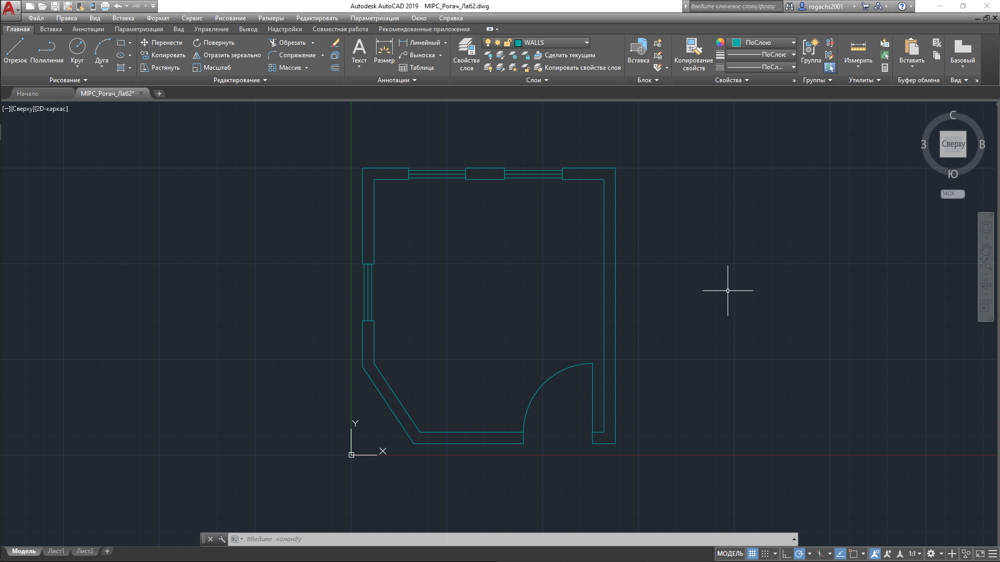 Autodesk AutoCAD 2019 MIPC_Рогач_Лаб2.dwg
Введите ключевое слово/фразу
rogachs2001
Файл Правка Вид Вставка Формат Сервис Рисование Размеры Редактировать Параметризация Окно Справка
Главная Вставка Аннотации Параметризация Вид Управление Вывод Надстройки Совместная работа Рекомендованные приложения
Перенести Повернуть Обрезать Линейный WALLS ПоСлою
Отрезок Полилиния Круг Дуга Копировать Отразить зеркально Сопряжение Текст Размер Выноска Свойства слоя Сделать текущим Вставка Копирование свойств ПоСлою Группа Измерить Вставить Базовый
Растянуть Масштаб Массив Таблица Копировать свойства слоя ПоСл...
Рисование Редактирование Аннотации Слои Блок Свойства Группы Утилиты Буфер обмена Вид
Начало MIPC_Рогач_Лаб2*
[−][Сверху][2D-каркас]
С
З Сверху В
Ю
МСК
Y
X
Введите команду
Модель Лист1 Лист2
МОДЕЛЬ 1:1